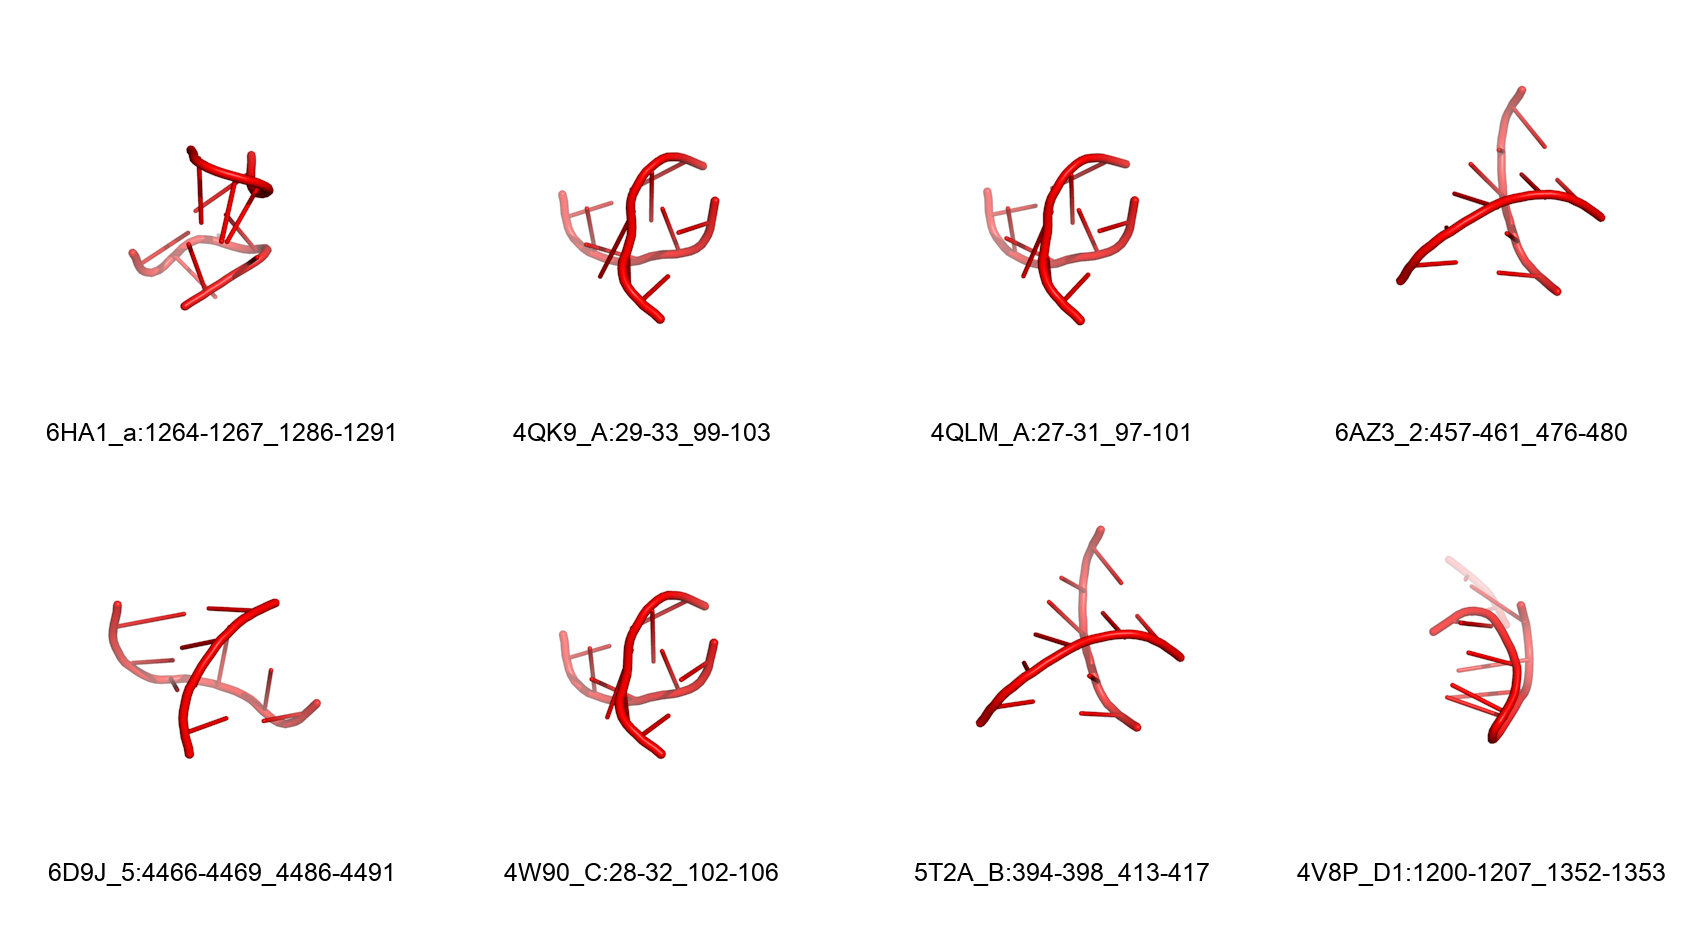 6HA1_a:1264-1267_1286-1291
4QK9_A:29-33_99-103
4QLM_A:27-31_97-101
6AZ3_2:457-461_476-480
6D9J_5:4466-4469_4486-4491
4W90_C:28-32_102-106
5T2A_B:394-398_413-417
4V8P_D1:1200-1207_1352-1353